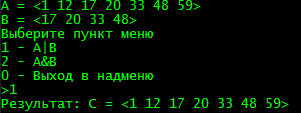 A = <1 12 17 20 33 48 59>
B = <17 20 33 48>
Выберите пункт меню
1 - A|B
2 - A&B
0 - Выход в надменю
>1
Результат: C = <1 12 17 20 33 48 59>